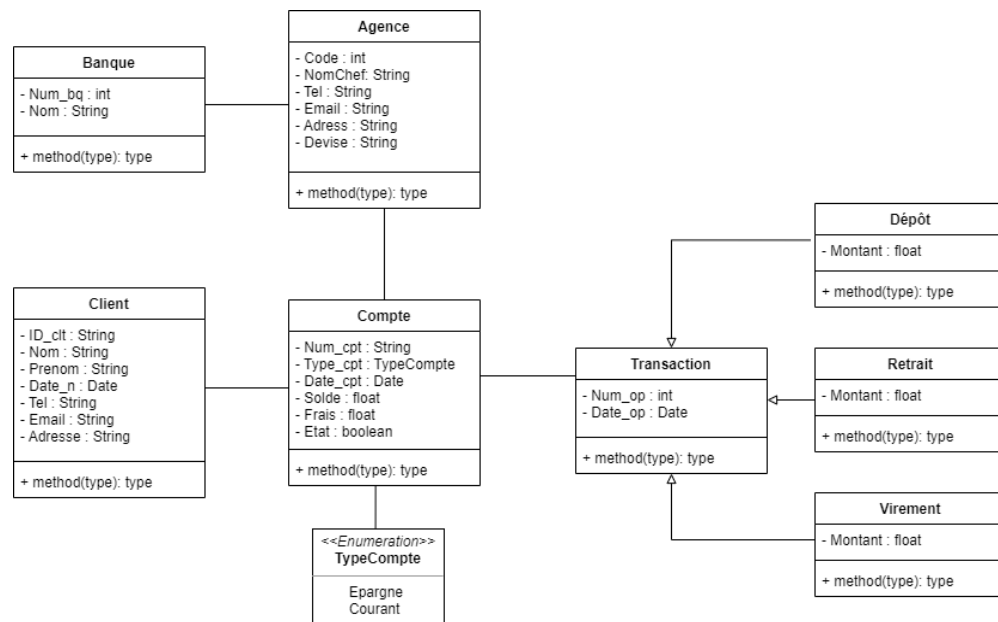 Banque
- Num_bq : int
- Nom : String
+ method(type): type
Agence
- Code : int
- NomChef: String
- Tel : String
- Email : String
- Adress : String
- Devise : String
+ method(type): type
Client
- ID_clt : String
- Nom : String
- Prenom : String
- Date_n : Date
- Tel : String
- Email : String
- Adresse : String
+ method(type): type
Compte
- Num_cpt : String
- Type_cpt : TypeCompte
- Date_cpt : Date
- Solde : float
- Frais : float
- Etat : boolean
+ method(type): type
<<Enumeration>>
TypeCompte
Epargne
Courant
Transaction
- Num_op : int
- Date_op : Date
+ method(type): type
Dépôt
- Montant : float
+ method(type): type
Retrait
- Montant : float
+ method(type): type
Virement
- Montant : float
+ method(type): type